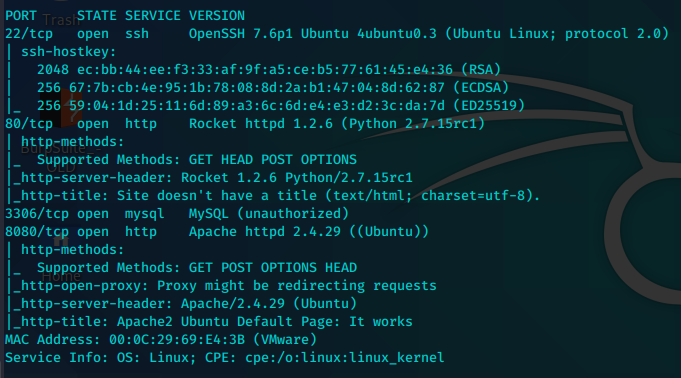 PORT     STATE SERVICE VERSION
Trash
22/tcp   open  ssh     OpenSSH 7.6p1 Ubuntu 4ubuntu0.3 (Ubuntu Linux; protocol 2.0)
| ssh-hostkey:
|   2048 ec:bb:44:ee:f3:33:af:9f:a5:ce:b5:77:61:45:e4:36 (RSA)
|   256 67:7b:cb:4e:95:1b:78:08:8d:2a:b1:47:04:8d:62:87 (ECDSA)
|_  256 59:04:1d:25:11:6d:89:a3:6c:6d:e4:e3:d2:3c:da:7d (ED25519)
80/tcp   open  http    Rocket httpd 1.2.6 (Python 2.7.15rc1)
| http-methods:
|_  Supported Methods: GET HEAD POST OPTIONS
|_http-server-header: Rocket 1.2.6 Python/2.7.15rc1
|_http-title: Site doesn't have a title (text/html; charset=utf-8).
3306/tcp open  mysql   MySQL (unauthorized)
8080/tcp open  http    Apache httpd 2.4.29 ((Ubuntu))
| http-methods:
|_  Supported Methods: GET POST OPTIONS HEAD
Home
|_http-open-proxy: Proxy might be redirecting requests
|_http-server-header: Apache/2.4.29 (Ubuntu)
|_http-title: Apache2 Ubuntu Default Page: It works
MAC Address: 00:0C:29:69:E4:3B (VMware)
Service Info: OS: Linux; CPE: cpe:/o:linux:linux_kernel